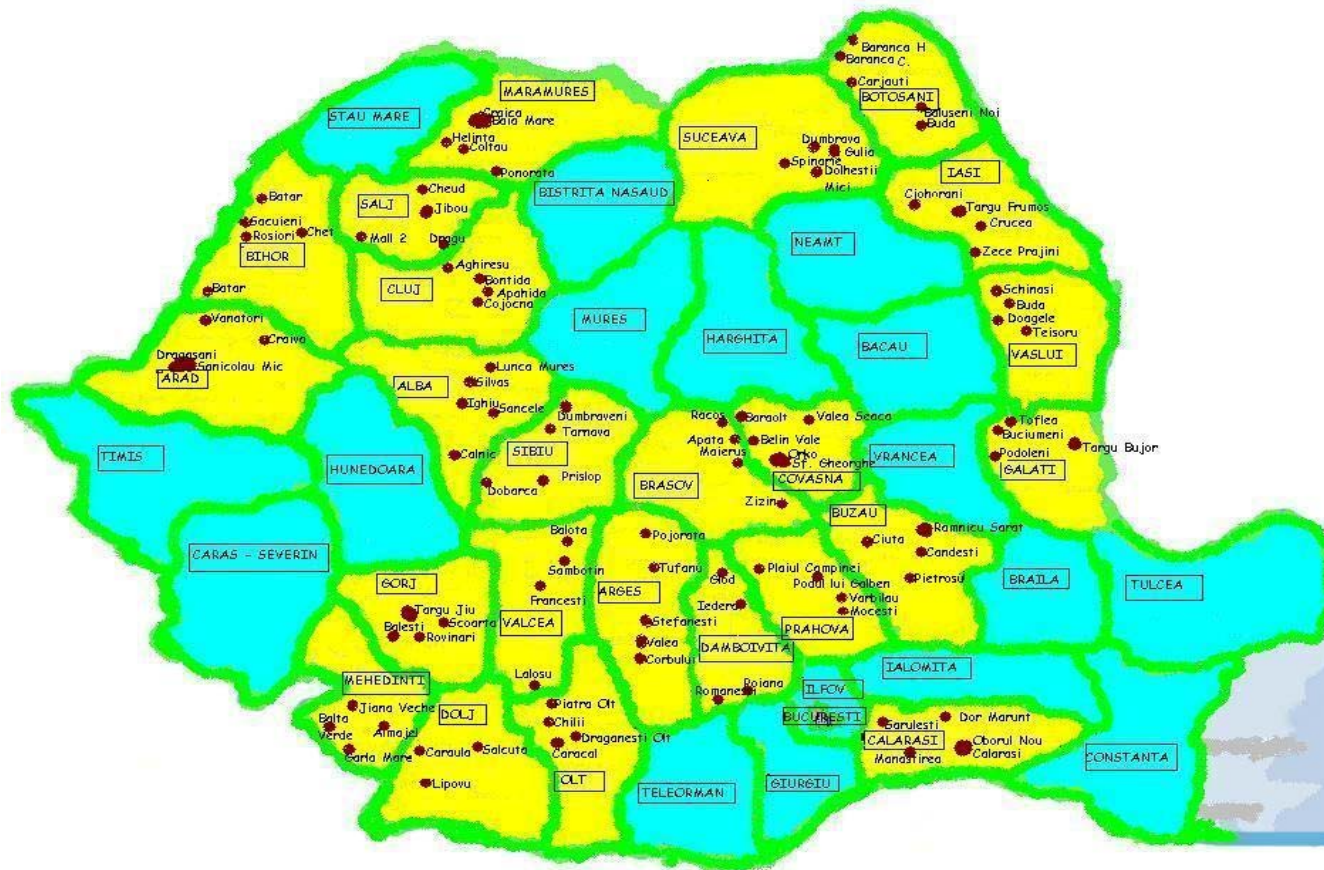 Baranca H
Baranca C.
Carjauti
BOTOSANI
Baluseni Noi
Buda
MARAMURES
Craica
Baia Mare
STAU MARE
Helinta
Coltau
Ponorata
SUCEAVA
Dumbrava
Gulia
Spinarie
Dolhestii
Mici
IASI
Ciohorani
Targu Frumos
Crucea
Zece Prajini
BISTRITA NASAUD
Batar
Sacuieni
Rosiori
Chet
BIHOR
Batar
SALJ
Cheud
Jibou
Mall 2
Dragu
CLUJ
Aghiresu
Bontida
Apahida
Cojocna
NEAMT
MURES
HARGHITA
BACAU
Schinasi
Buda
Doagele
Teisoru
VASLUI
Vanatori
Craiva
Dragasani
Sanicolau Mic
ARAD
ALBA
Lunca Mures
Silvas
Ighiu
Sancele
Calnic
Dumbraveni
Tarnava
SIBIU
Prislop
Dobarca
Racos
Apata
Maierus
BRASOV
Zizin
Baraolt
Valea Seaca
Belin Vale
Orko
Sf. Gheorghe
COVASNA
VRANCEA
Toflea
Buciumeni
Targu Bujor
Podoleni
GALATI
TIMIS
HUNEDOARA
CARAS - SEVERIN
BUZAU
Ramnicu Sarat
Ciuta
Candesti
Pietrosu
BRAILA
TULCEA
GORJ
Targu Jiu
Scoarta
Balesti
Rovinari
Balota
Sambotin
Francesti
VALCEA
Lalosu
Pojorata
Tufanu
ARGES
Stefanesti
Valea
Corbului
Glod
Iedera
DAMBOIVITA
Romanesti
Poiana
Plaiul Campinei
Podul lui Galben
Varbilau
Mocesti
PRAHOVA
IALOMITA
ILFOV
BUCURESTI
MEHEDINTI
Jiana Veche
Balta
Verde
Almajel
Garla Mare
DOLJ
Caraula
Salcuta
Lipovu
Piatra Olt
Chilii
Draganesti Olt
Caracal
OLT
TELEORMAN
GIURGIU
Sarulesti
Dor Marunt
CALARASI
Manastirea
Oborul Nou
Calarasi
CONSTANTA